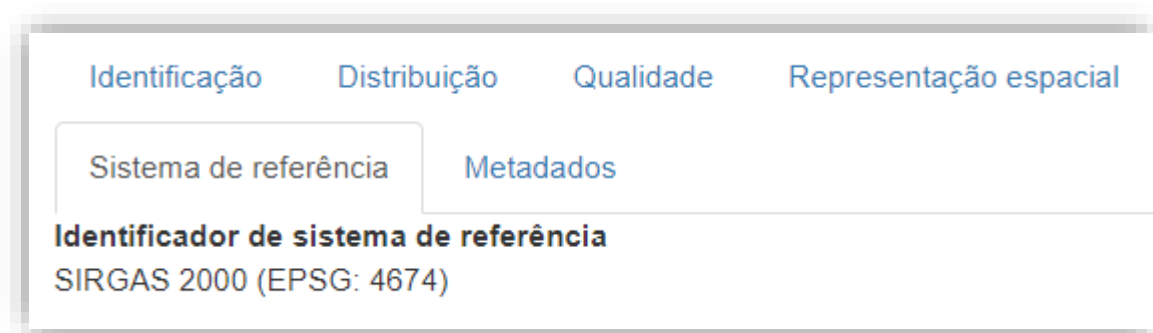 Identificação Distribuição Qualidade Representação espacial
Sistema de referência Metadados
Identificador de sistema de referência
SIRGAS 2000 (EPSG: 4674)